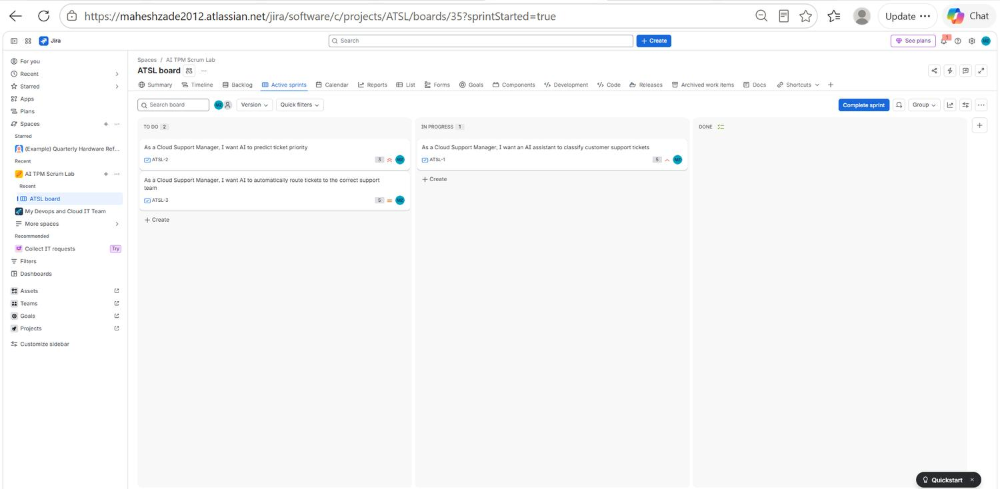 https://maheshzade2012.atlassian.net/jira/software/c/projects/ATSL/boards/35?sprintStarted=true
Update
Chat
Jira
Search
Create
See plans
1
MZ
For you
Recent
Starred
Apps
Plans
Spaces
Starred
(Example) Quarterly Hardware Ref...
Recent
AI TPM Scrum Lab
Recent
ATSL board
My Devops and Cloud IT Team
More spaces
Recommended
Collect IT requests
Try
Filters
Dashboards
Assets
Teams
Goals
Projects
Customize sidebar
Spaces / AI TPM Scrum Lab
ATSL board
Summary
Timeline
Backlog
Active sprints
Calendar
Reports
List
Forms
Goals
Components
Development
Code
Releases
Archived work items
Docs
Shortcuts
Search board
MZ
Version
Quick filters
Complete sprint
Group
TO DO 2
As a Cloud Support Manager, I want AI to predict ticket priority
ATSL-2
3
MZ
As a Cloud Support Manager, I want AI to automatically route tickets to the correct support
team
ATSL-3
5
MZ
Create
IN PROGRESS 1
As a Cloud Support Manager, I want an AI assistant to classify customer support tickets
ATSL-1
5
MZ
Create
DONE
Quickstart